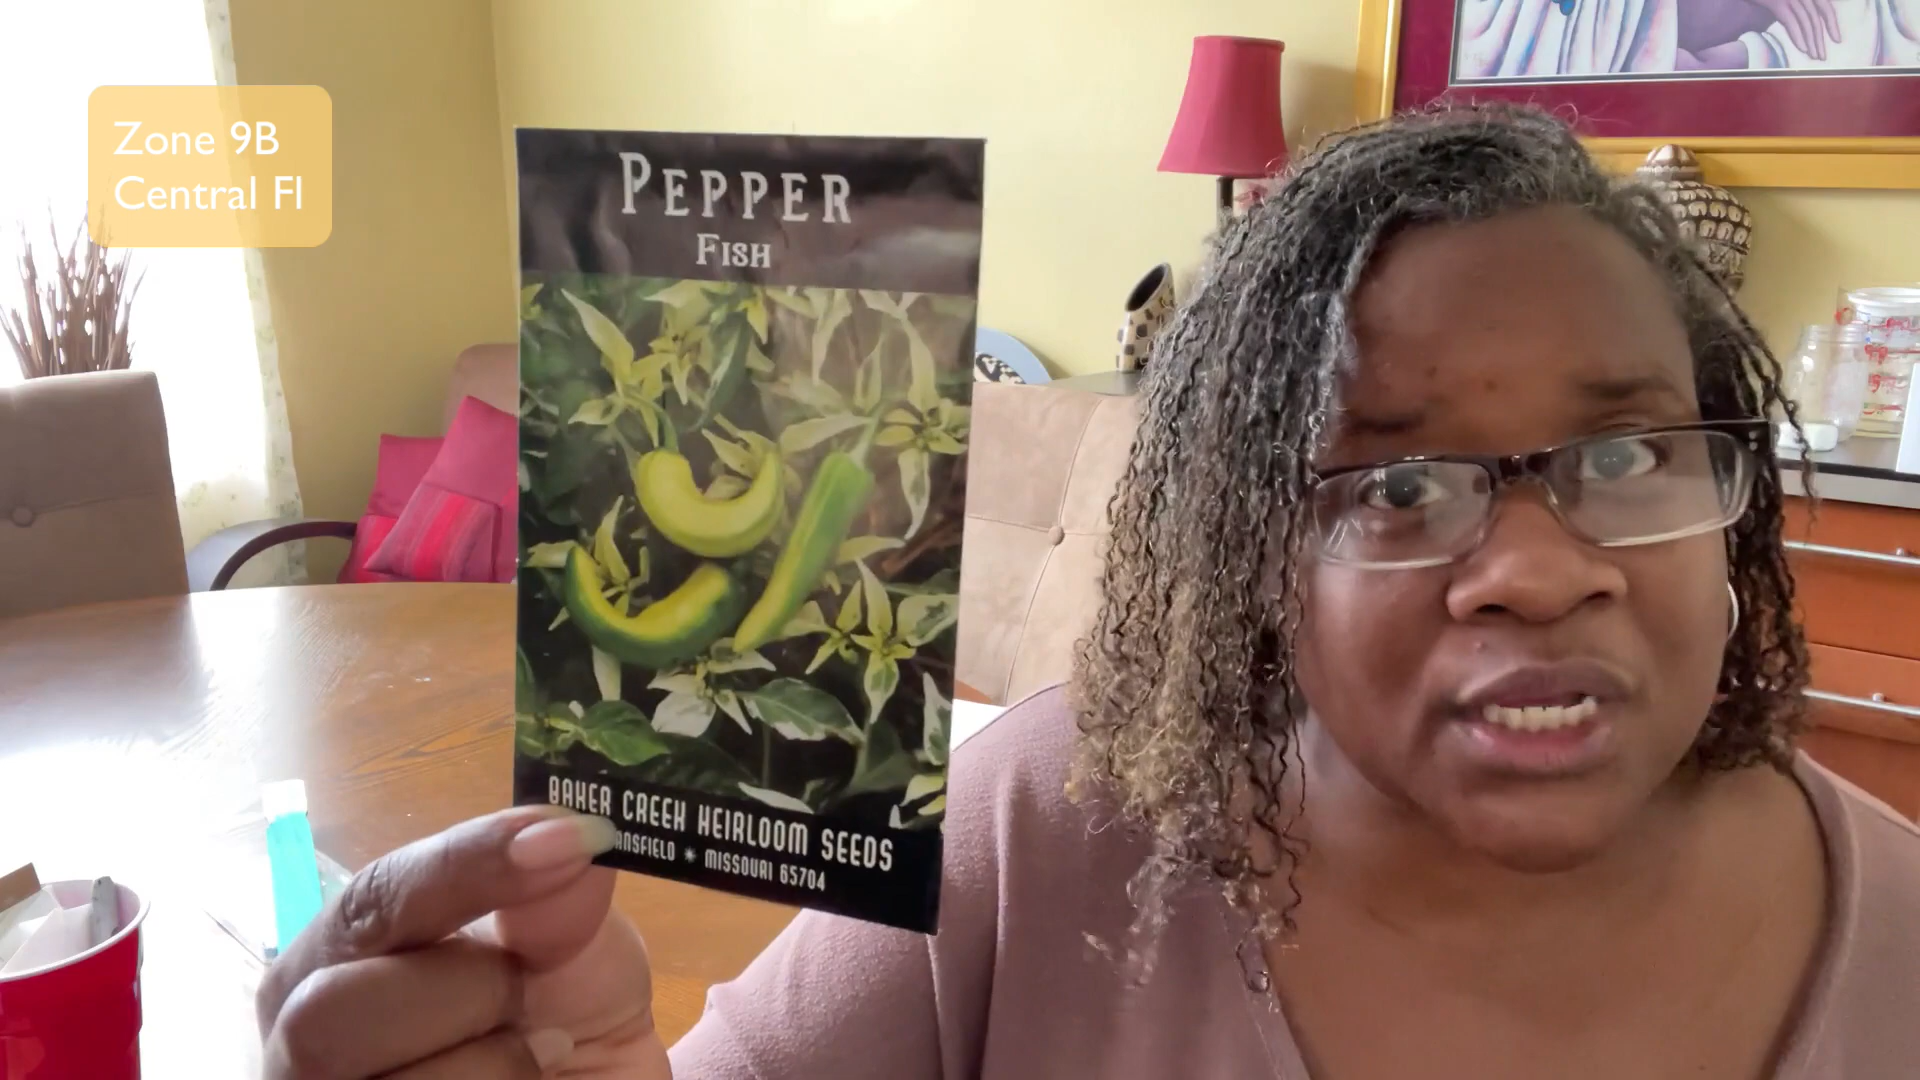 Zone 9B
Central Fl
PEPPER
FISH
BAKER CREEK HEIRLOOM SEEDS
MISSOURI 65704